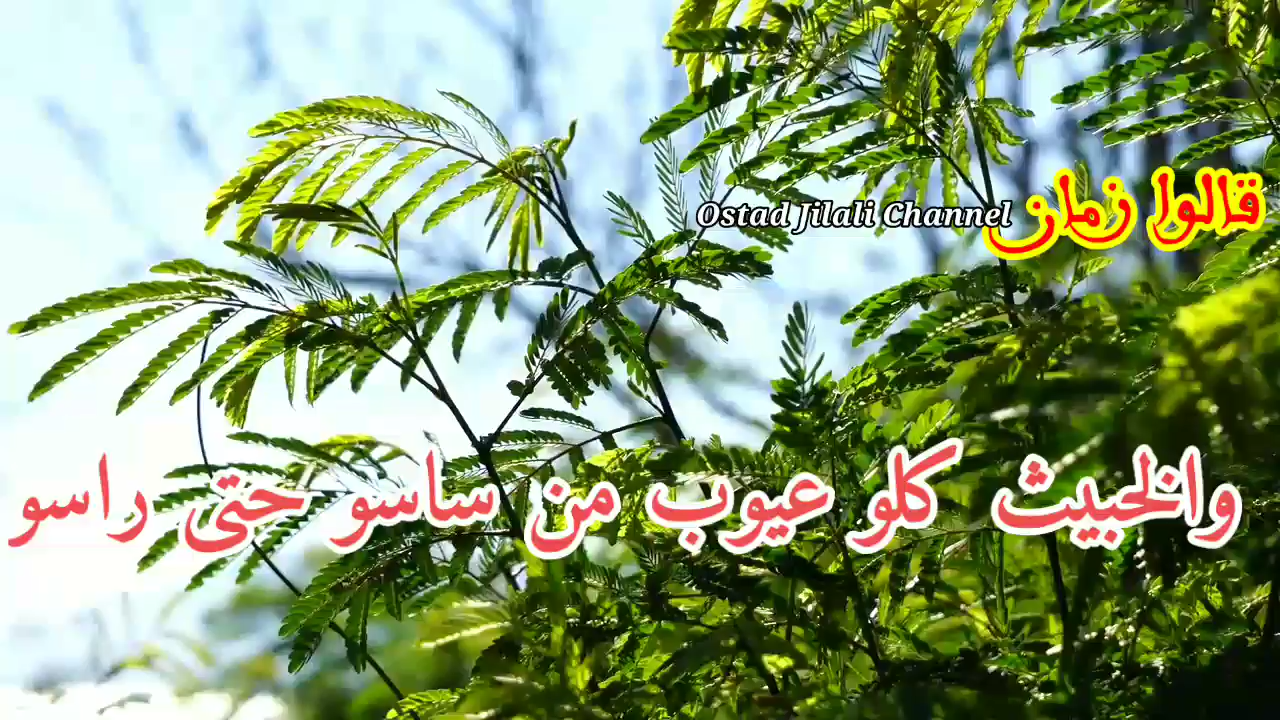 قالوا زمان
Ostad Jilali Channel
والخبيث كلو عيوب من ساسو حتى راسو